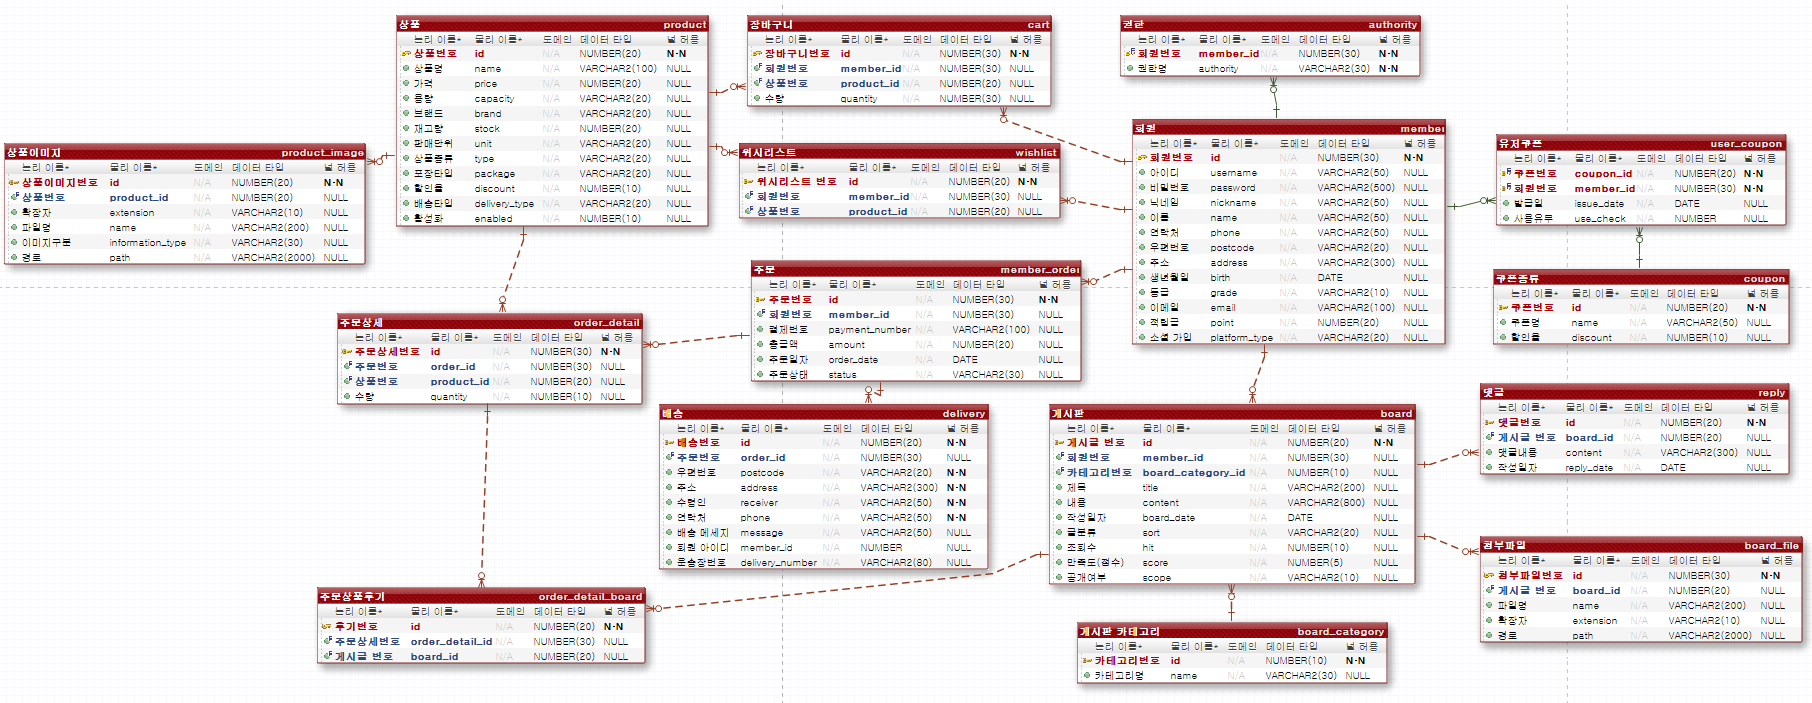 상품 product
논리 이름* 물리 이름* 도메인 데이터 타입 널 허용
상품번호 id N/A NUMBER(20) N-N
상품명 name N/A VARCHAR2(100) NULL
가격 price N/A NUMBER(20) NULL
용량 capacity N/A VARCHAR2(20) NULL
브랜드 brand N/A VARCHAR2(20) NULL
재고량 stock N/A NUMBER(20) NULL
판매단위 unit N/A VARCHAR2(20) NULL
상품종류 type N/A VARCHAR2(20) NULL
포장타입 package N/A VARCHAR2(20) NULL
할인율 discount N/A NUMBER(10) NULL
배송타입 delivery_type N/A VARCHAR2(20) NULL
활성화 enabled N/A NUMBER(10) NULL
장바구니 cart
논리 이름* 물리 이름* 도메인 데이터 타입 널 허용
장바구니번호 id N/A NUMBER(30) N-N
회원번호 member_id N/A NUMBER(30) NULL
상품번호 product_id N/A NUMBER(20) NULL
수량 quantity N/A NUMBER(30) NULL
권한 authority
논리 이름* 물리 이름* 도메인 데이터 타입 널 허용
회원번호 member_id N/A NUMBER(30) N-N
권한명 authority N/A VARCHAR2(30) N-N
상품이미지 product_image
논리 이름* 물리 이름* 도메인 데이터 타입 널 허용
상품이미지번호 id N/A NUMBER(20) N-N
상품번호 product_id N/A NUMBER(20) NULL
확장자 extension N/A VARCHAR2(10) NULL
파일명 name N/A VARCHAR2(200) NULL
이미지구분 information_type N/A VARCHAR2(30) NULL
경로 path N/A VARCHAR2(2000) NULL
위시리스트 wishlist
논리 이름* 물리 이름* 도메인 데이터 타입 널 허용
위시리스트 번호 id N/A NUMBER(20) N-N
회원번호 member_id N/A NUMBER(30) NULL
상품번호 product_id N/A NUMBER(20) NULL
회원 member
논리 이름* 물리 이름* 도메인 데이터 타입 널 허용
회원번호 id N/A NUMBER(30) N-N
아이디 username N/A VARCHAR2(50) NULL
비밀번호 password N/A VARCHAR2(500) NULL
닉네임 nickname N/A VARCHAR2(50) NULL
이름 name N/A VARCHAR2(50) NULL
연락처 phone N/A VARCHAR2(50) NULL
우편번호 postcode N/A VARCHAR2(20) NULL
주소 address N/A VARCHAR2(300) NULL
생년월일 birth N/A DATE NULL
등급 grade N/A VARCHAR2(10) NULL
이메일 email N/A VARCHAR2(100) NULL
적립금 point N/A NUMBER(20) NULL
소셜 가입 platform_type N/A VARCHAR2(20) NULL
유저쿠폰 user_coupon
논리 이름* 물리 이름* 도메인 데이터 타입 널 허용
쿠폰번호 coupon_id N/A NUMBER(20) N-N
회원번호 member_id N/A NUMBER(30) N-N
발급일 issue_date N/A DATE NULL
사용유무 use_check N/A NUMBER NULL
쿠폰종류 coupon
논리 이름* 물리 이름* 도메인 데이터 타입 널 허용
쿠폰번호 id N/A NUMBER(20) N-N
쿠폰명 name N/A VARCHAR2(50) NULL
할인율 discount N/A NUMBER(10) NULL
주문 member_order
논리 이름* 물리 이름* 도메인 데이터 타입 널 허용
주문번호 id N/A NUMBER(30) N-N
회원번호 member_id N/A NUMBER(30) NULL
결제번호 payment_number N/A VARCHAR2(100) NULL
총금액 amount N/A NUMBER(20) NULL
주문일자 order_date N/A DATE NULL
주문상태 status N/A VARCHAR2(30) NULL
주문상세 order_detail
논리 이름* 물리 이름* 도메인 데이터 타입 널 허용
주문상세번호 id N/A NUMBER(30) N-N
주문번호 order_id N/A NUMBER(30) NULL
상품번호 product_id N/A NUMBER(20) NULL
수량 quantity N/A NUMBER(10) NULL
배송 delivery
논리 이름* 물리 이름* 도메인 데이터 타입 널 허용
배송번호 id N/A NUMBER(20) N-N
주문번호 order_id N/A NUMBER(30) NULL
우편번호 postcode N/A VARCHAR2(20) N-N
주소 address N/A VARCHAR2(300) N-N
수령인 receiver N/A VARCHAR2(50) N-N
연락처 phone N/A VARCHAR2(50) N-N
배송 메세지 message N/A VARCHAR2(50) NULL
회원 아이디 member_id N/A NUMBER NULL
운송장번호 delivery_number N/A VARCHAR2(80) NULL
게시판 board
논리 이름* 물리 이름* 도메인 데이터 타입 널 허용
게시글 번호 id N/A NUMBER(20) N-N
회원번호 member_id N/A NUMBER(30) NULL
카테고리번호 board_category_id N/A NUMBER(10) NULL
제목 title N/A VARCHAR2(200) NULL
내용 content N/A VARCHAR2(800) NULL
작성일자 board_date N/A DATE NULL
글분류 sort N/A VARCHAR2(20) NULL
조회수 hit N/A NUMBER(10) NULL
만족도(점수) score N/A NUMBER(5) NULL
공개여부 scope N/A VARCHAR2(10) NULL
댓글 reply
논리 이름* 물리 이름* 도메인 데이터 타입 널 허용
댓글번호 id N/A NUMBER(20) N-N
게시글 번호 board_id N/A NUMBER(20) NULL
댓글내용 content N/A VARCHAR2(300) NULL
작성일자 reply_date N/A DATE NULL
첨부파일 board_file
논리 이름* 물리 이름* 도메인 데이터 타입 널 허용
첨부파일번호 id N/A NUMBER(30) N-N
게시글 번호 board_id N/A NUMBER(20) NULL
파일명 name N/A VARCHAR2(200) NULL
확장자 extension N/A VARCHAR2(10) NULL
경로 path N/A VARCHAR2(2000) NULL
주문상품후기 order_detail_board
논리 이름* 물리 이름* 도메인 데이터 타입 널 허용
후기번호 id N/A NUMBER(20) N-N
주문상세번호 order_detail_id N/A NUMBER(30) NULL
게시글 번호 board_id N/A NUMBER(20) NULL
게시판 카테고리 board_category
논리 이름* 물리 이름* 도메인 데이터 타입 널 허용
카테고리번호 id N/A NUMBER(10) N-N
카테고리명 name N/A VARCHAR2(30) NULL